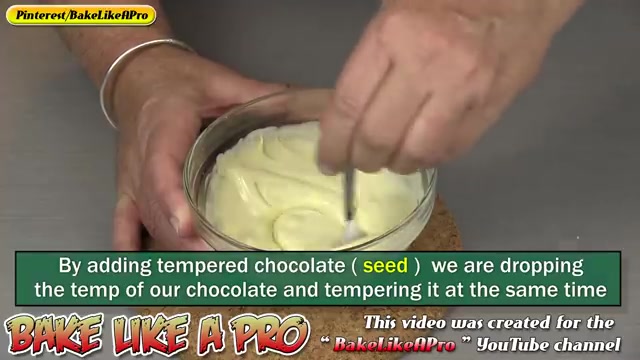 Pinterest/BakeLikeAPro
By adding tempered chocolate ( seed ) we are dropping
the temp of our chocolate and tempering it at the same time
BAKE LIKE A PRO
This video was created for the
“ BakeLikeAPro ” YouTube channel